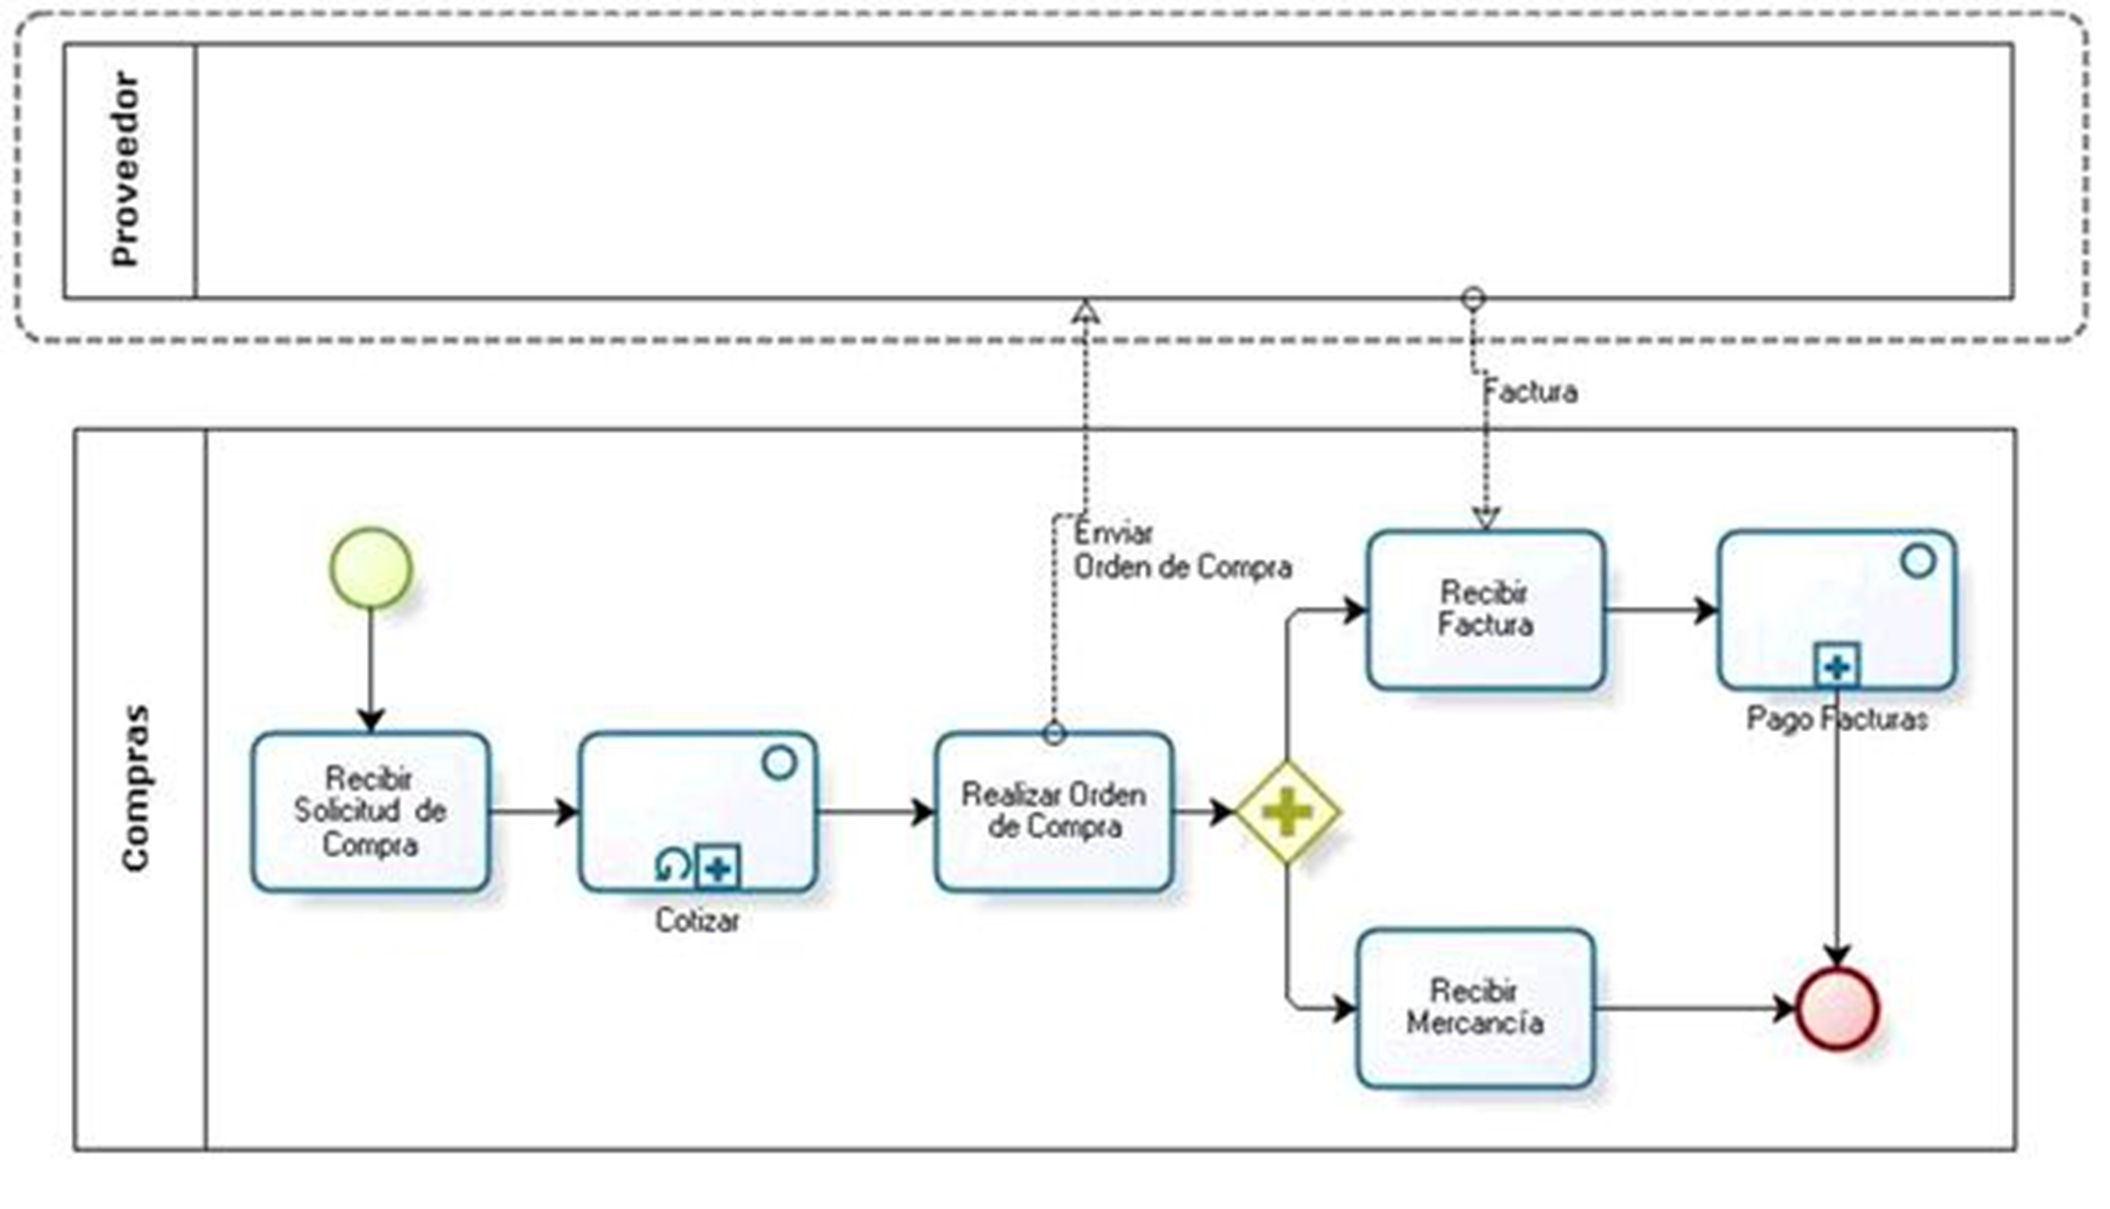 Proveedor
Factura
Compras
Enviar
Orden de Compra
Recibir
Solicitud de
Compra
Cotizar
Realizar Orden
de Compra
Recibir
Factura
Pago Facturas
Recibir
Mercancía